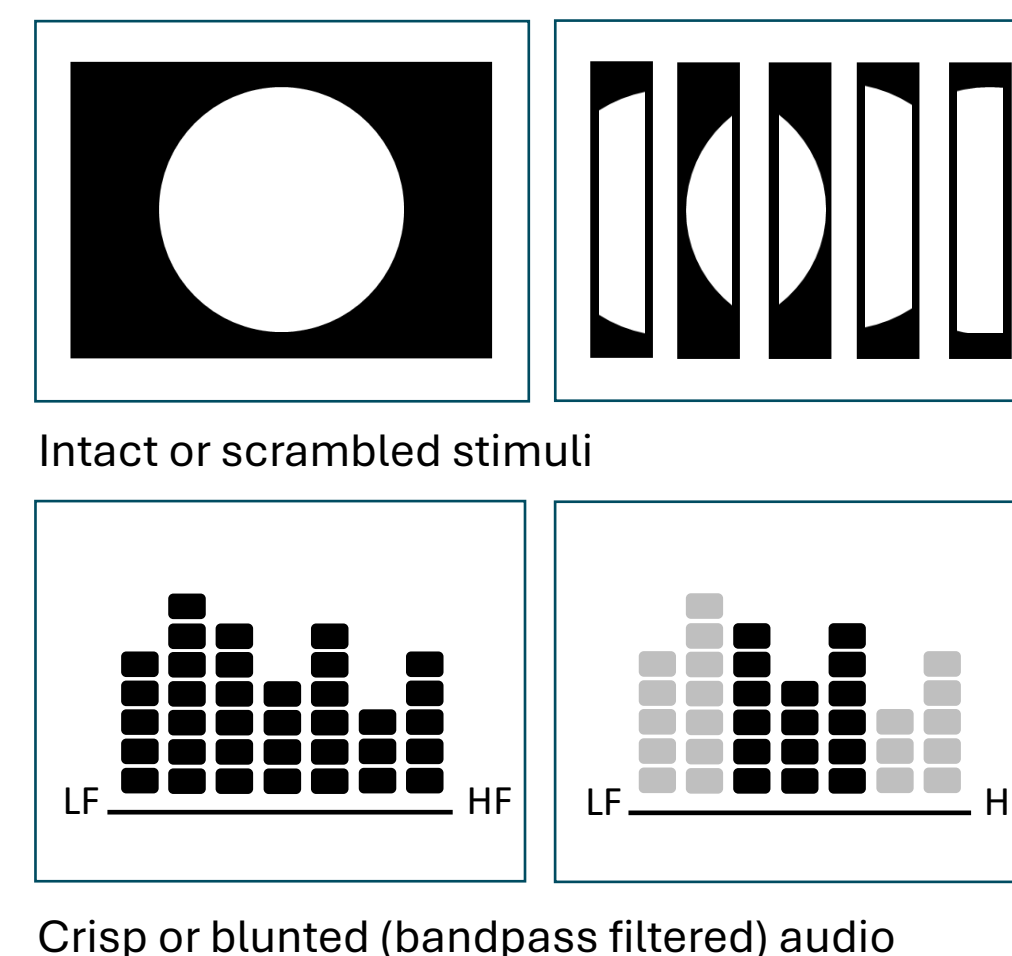 Intact or scrambled stimuli
LF HF LF H
Crisp or blunted (bandpass filtered) audio